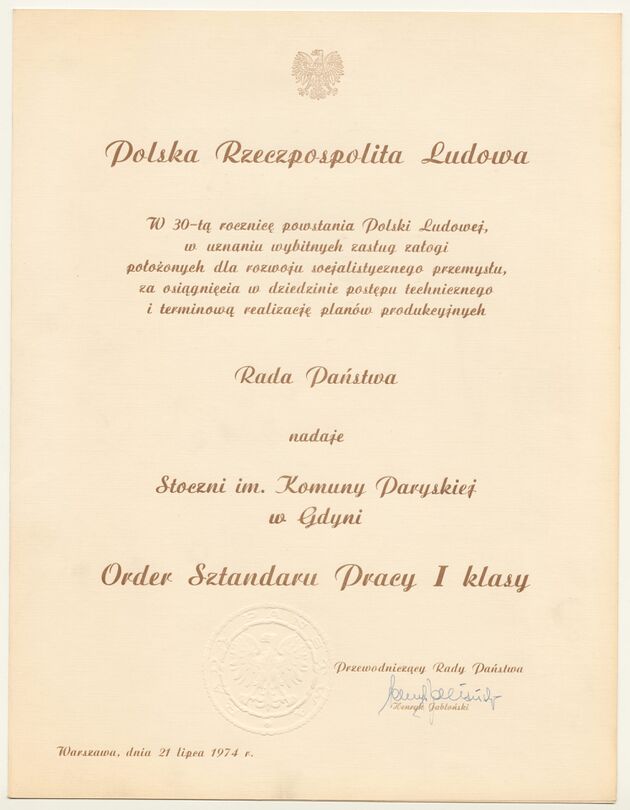 Polska Rzeczpospolita Ludowa
W 30-tą rocznicę powstania Polski Ludowej,
w uznaniu wybitnych zasług załogi
położonych dla rozwoju socjalistycznego przemysłu,
za osiągnięcia w dziedzinie postępu technicznego
i terminową realizację planów produkcyjnych
Rada Państwa
nadaje
Stoczni im. Komuny Paryskiej
w Gdyni
Order Sztandaru Pracy I klasy
Przewodniczący Rady Państwa
Henryk Jabłoński
Warszawa, dnia 21 lipca 1974 r.